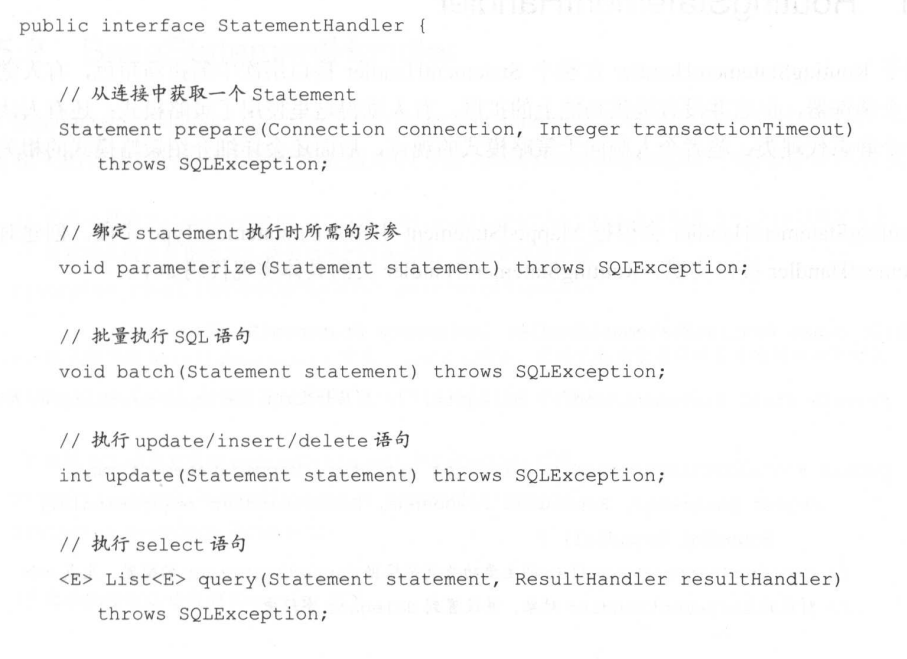 public interface StatementHandler {
// 从连接中获取一个 Statement
Statement prepare(Connection connection, Integer transactionTimeout)
throws SQLException;
// 绑定 statement 执行时所需的实参
void parameterize(Statement statement) throws SQLException;
// 批量执行 SQL 语句
void batch(Statement statement) throws SQLException;
// 执行 update/insert/delete 语句
int update(Statement statement) throws SQLException;
// 执行 select 语句
<E> List<E> query(Statement statement, ResultHandler resultHandler)
throws SQLException;